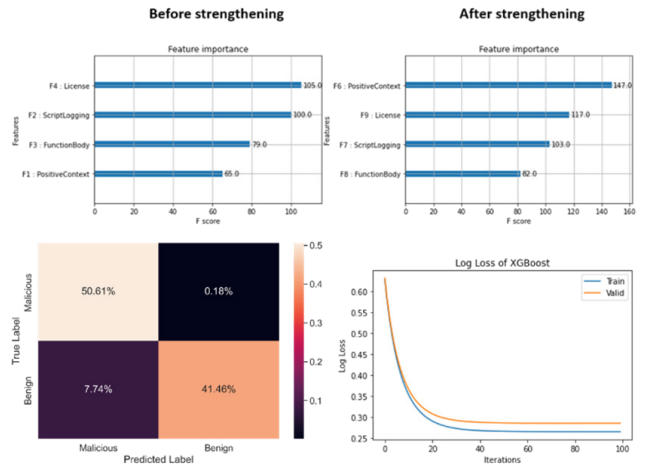 Before strengthening
After strengthening
Feature importance
Features
F4 : License
105.0
F2 : ScriptLogging
100.0
F3 : FunctionBody
79.0
F1 : PositiveContext
65.0
0 20 40 60 80 100
F score
Feature importance
Features
F6 : PositiveContext
147.0
F9 : License
117.0
F7 : ScriptLogging
103.0
F8 : FunctionBody
82.0
0 20 40 60 80 100 120 140 160
F score
True Label
Malicious
50.61%
0.18%
Benign
7.74%
41.46%
Malicious Benign
Predicted Label
0.5
0.4
0.3
0.2
0.1
Log Loss of XGBoost
Train
Valid
Log Loss
0.60
0.55
0.50
0.45
0.40
0.35
0.30
0.25
0 20 40 60 80 100
Iterations